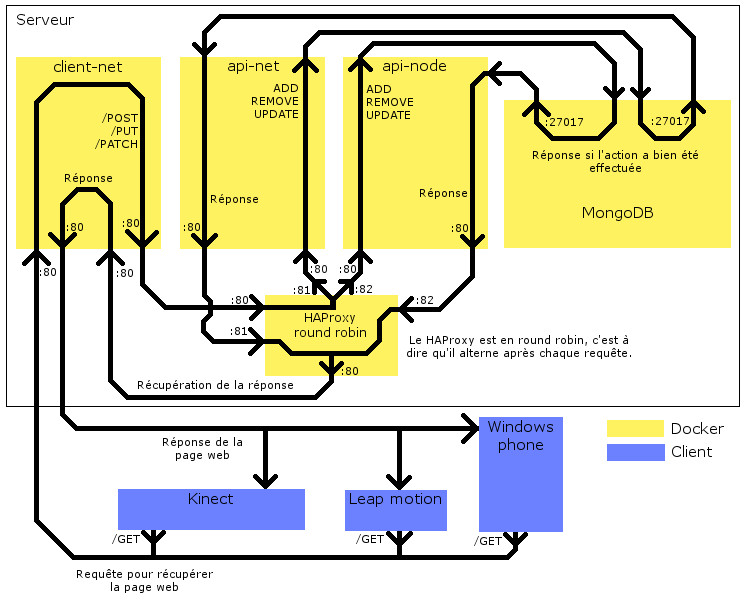 Serveur
client-net
api-net
api-node
ADD
REMOVE
UPDATE
ADD
REMOVE
UPDATE
/POST
/PUT
/PATCH
:27017
:27017
Réponse si l'action a bien été
effectuée
MongoDB
Réponse
Réponse
Réponse
:80
:80
:80
:80
:80
:80
:80
:80
:81
:82
:80
:82
:81
HAProxy
round robin
:80
Le HAProxy est en round robin, c'est à
dire qu'il alterne après chaque requête.
Récupération de la réponse
Réponse de la
page web
Windows
phone
Docker
Client
Kinect
Leap motion
/GET
/GET
/GET
Requête pour récupérer
la page web